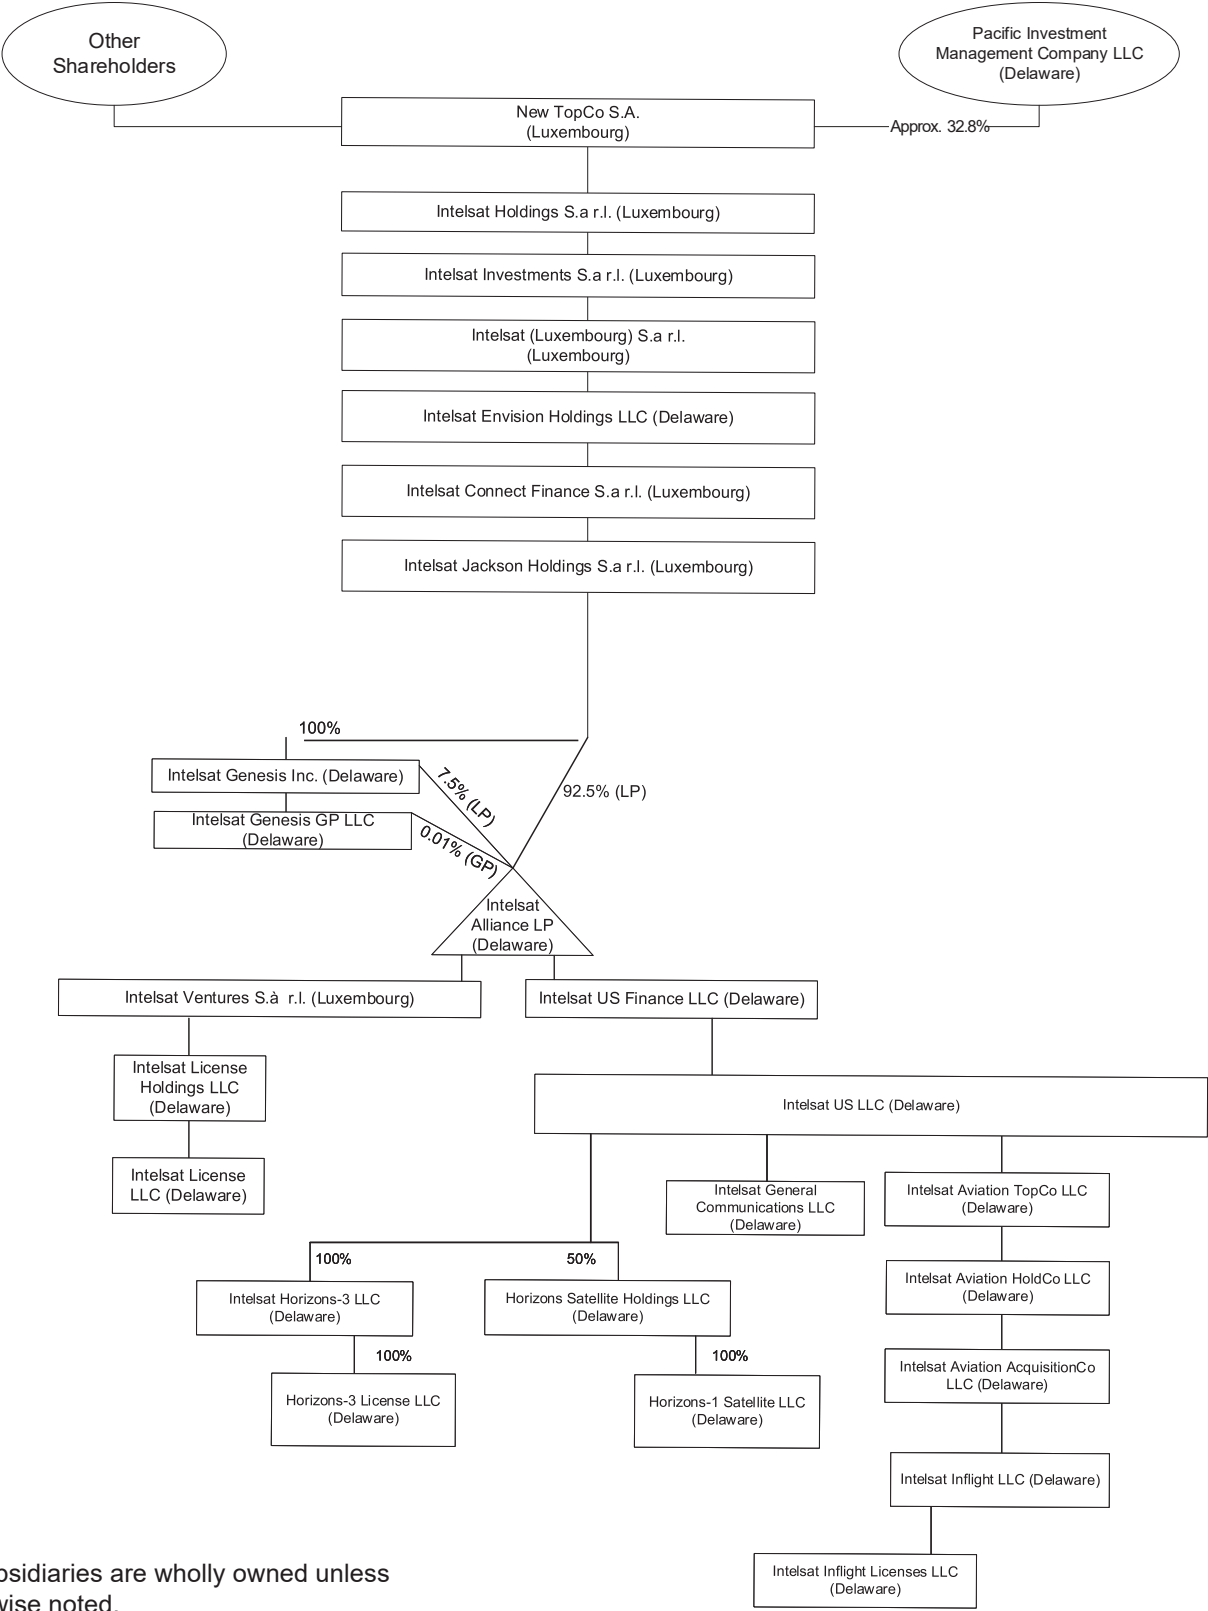 Other
Shareholders
Pacific Investment
Management Company LLC
(Delaware)
New TopCo S.A.
(Luxembourg)
Approx. 32.8%
Intelsat Holdings S.a r.l. (Luxembourg)
Intelsat Investments S.a r.l. (Luxembourg)
Intelsat (Luxembourg) S.a r.l.
(Luxembourg)
Intelsat Envision Holdings LLC (Delaware)
Intelsat Connect Finance S.a r.l. (Luxembourg)
Intelsat Jackson Holdings S.a r.l. (Luxembourg)
100%
Intelsat Genesis Inc. (Delaware)
7.5% (LP)
92.5% (LP)
Intelsat Genesis GP LLC
(Delaware)
0.01% (GP)
Intelsat
Alliance LP
(Delaware)
Intelsat Ventures S.à  r.l. (Luxembourg)
Intelsat US Finance LLC (Delaware)
Intelsat License
Holdings LLC
(Delaware)
Intelsat License
LLC (Delaware)
Intelsat US LLC (Delaware)
Intelsat General
Communications LLC
(Delaware)
Intelsat Aviation TopCo LLC
(Delaware)
100%
50%
Intelsat Horizons-3 LLC
(Delaware)
Horizons Satellite Holdings LLC
(Delaware)
Intelsat Aviation HoldCo LLC
(Delaware)
100%
100%
Horizons-3 License LLC
(Delaware)
Horizons-1 Satellite LLC
(Delaware)
Intelsat Aviation AcquisitionCo
LLC (Delaware)
Intelsat Inflight LLC (Delaware)
Intelsat Inflight Licenses LLC
(Delaware)
bsidiaries are wholly owned unless
wise noted.